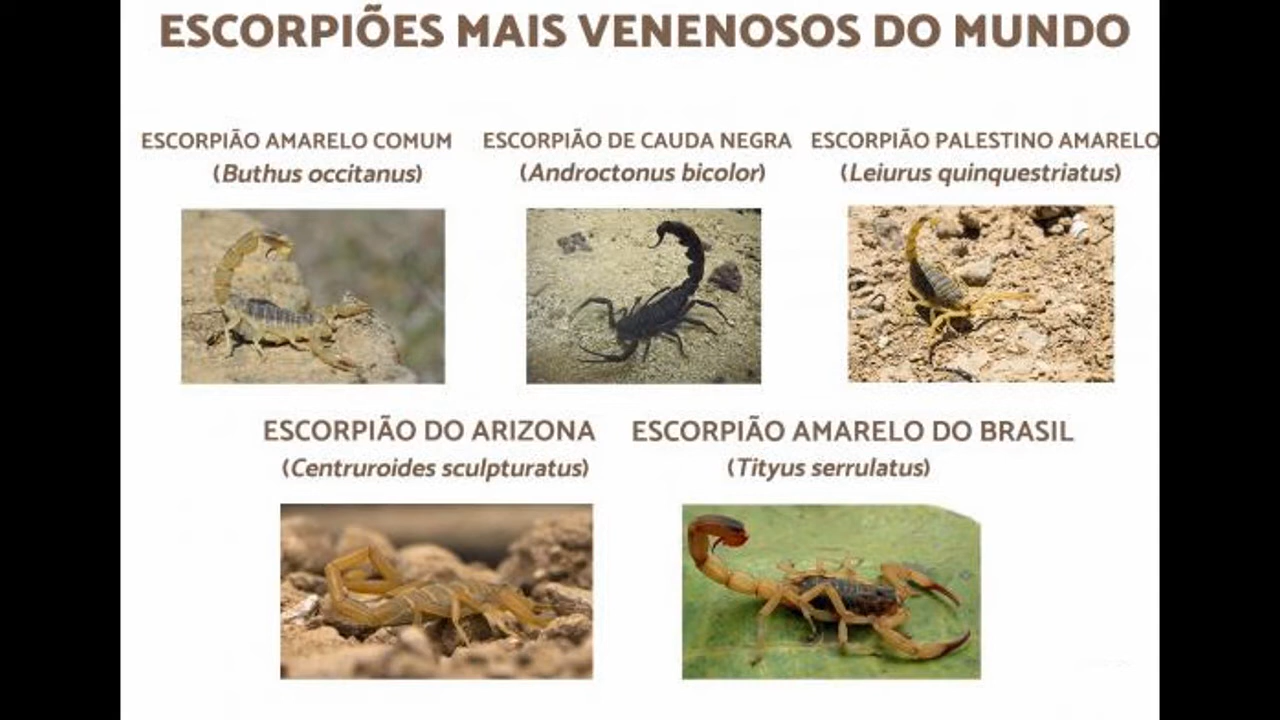 ESCORPIÕES MAIS VENENOSOS DO MUNDO
ESCORPIÃO AMARELO COMUM
(Buthus occitanus)
ESCORPIÃO DE CAUDA NEGRA
(Androctonus bicolor)
ESCORPIÃO PALESTINO AMARELO
(Leiurus quinquestriatus)
ESCORPIÃO DO ARIZONA
(Centruroides sculpturatus)
ESCORPIÃO AMARELO DO BRASIL
(Tityus serrulatus)